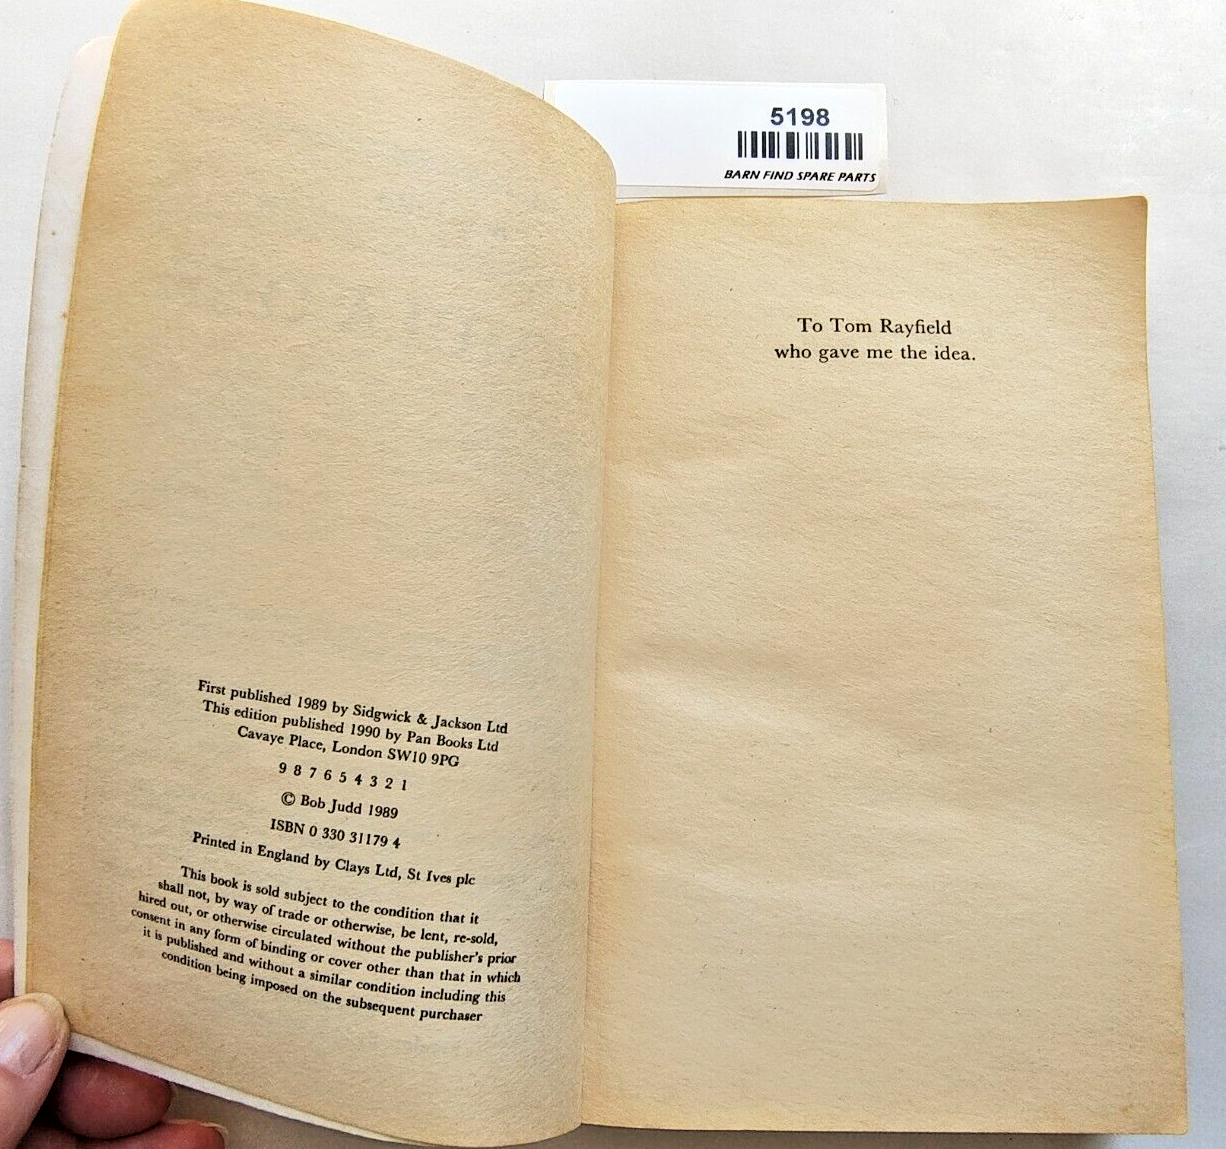 5198
BARN FIND SPARE PARTS
First published 1989 by Sidgwick & Jackson Ltd
This edition published 1990 by Pan Books Ltd
Cavaye Place, London SW10 9PG
9 8 7 6 5 4 3 2 1
© Bob Judd 1989
ISBN 0 330 31179 4
Printed in England by Clays Ltd, St Ives plc
This book is sold subject to the condition that it
shall not, by way of trade or otherwise, be lent, re-sold,
hired out, or otherwise circulated without the publisher's prior
consent in any form of binding or cover other than that in which
it is published and without a similar condition including this
condition being imposed on the subsequent purchaser
To Tom Rayfield
who gave me the idea.